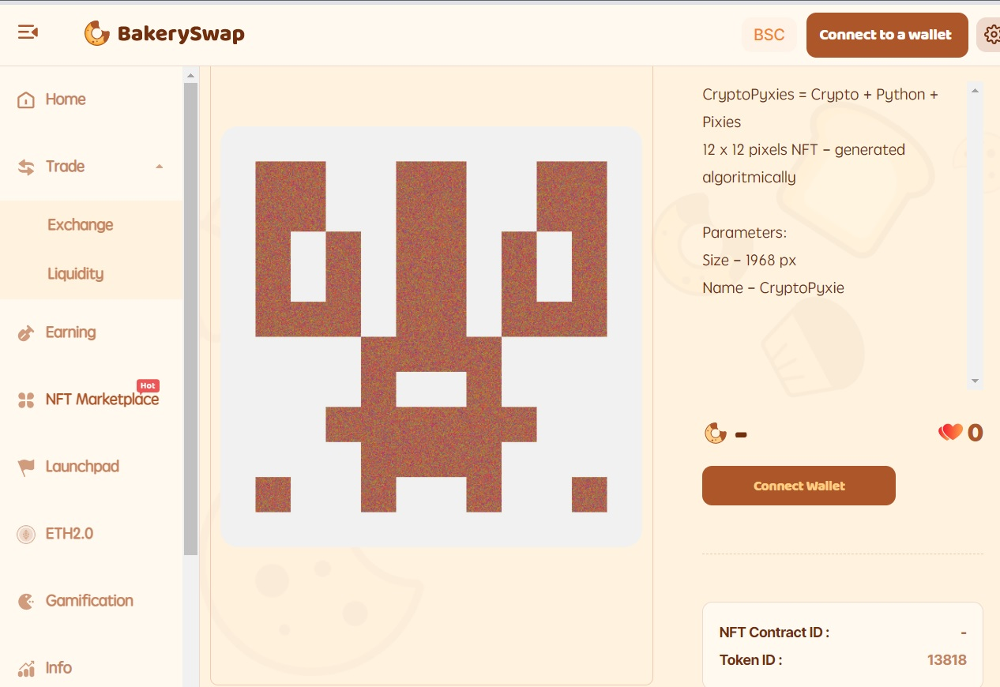 BakerySwap
BSC
Connect to a wallet
Home
Trade
Exchange
Liquidity
Earning
Hot
NFT Marketplace
Launchpad
ETH2.0
Gamification
Info
CryptoPyxies = Crypto + Python +
Pixies
12 x 12 pixels NFT - generated
algoritmically
Parameters:
Size - 1968 px
Name - CryptoPyxie
- 0
Connect Wallet
NFT Contract ID : -
Token ID : 13818